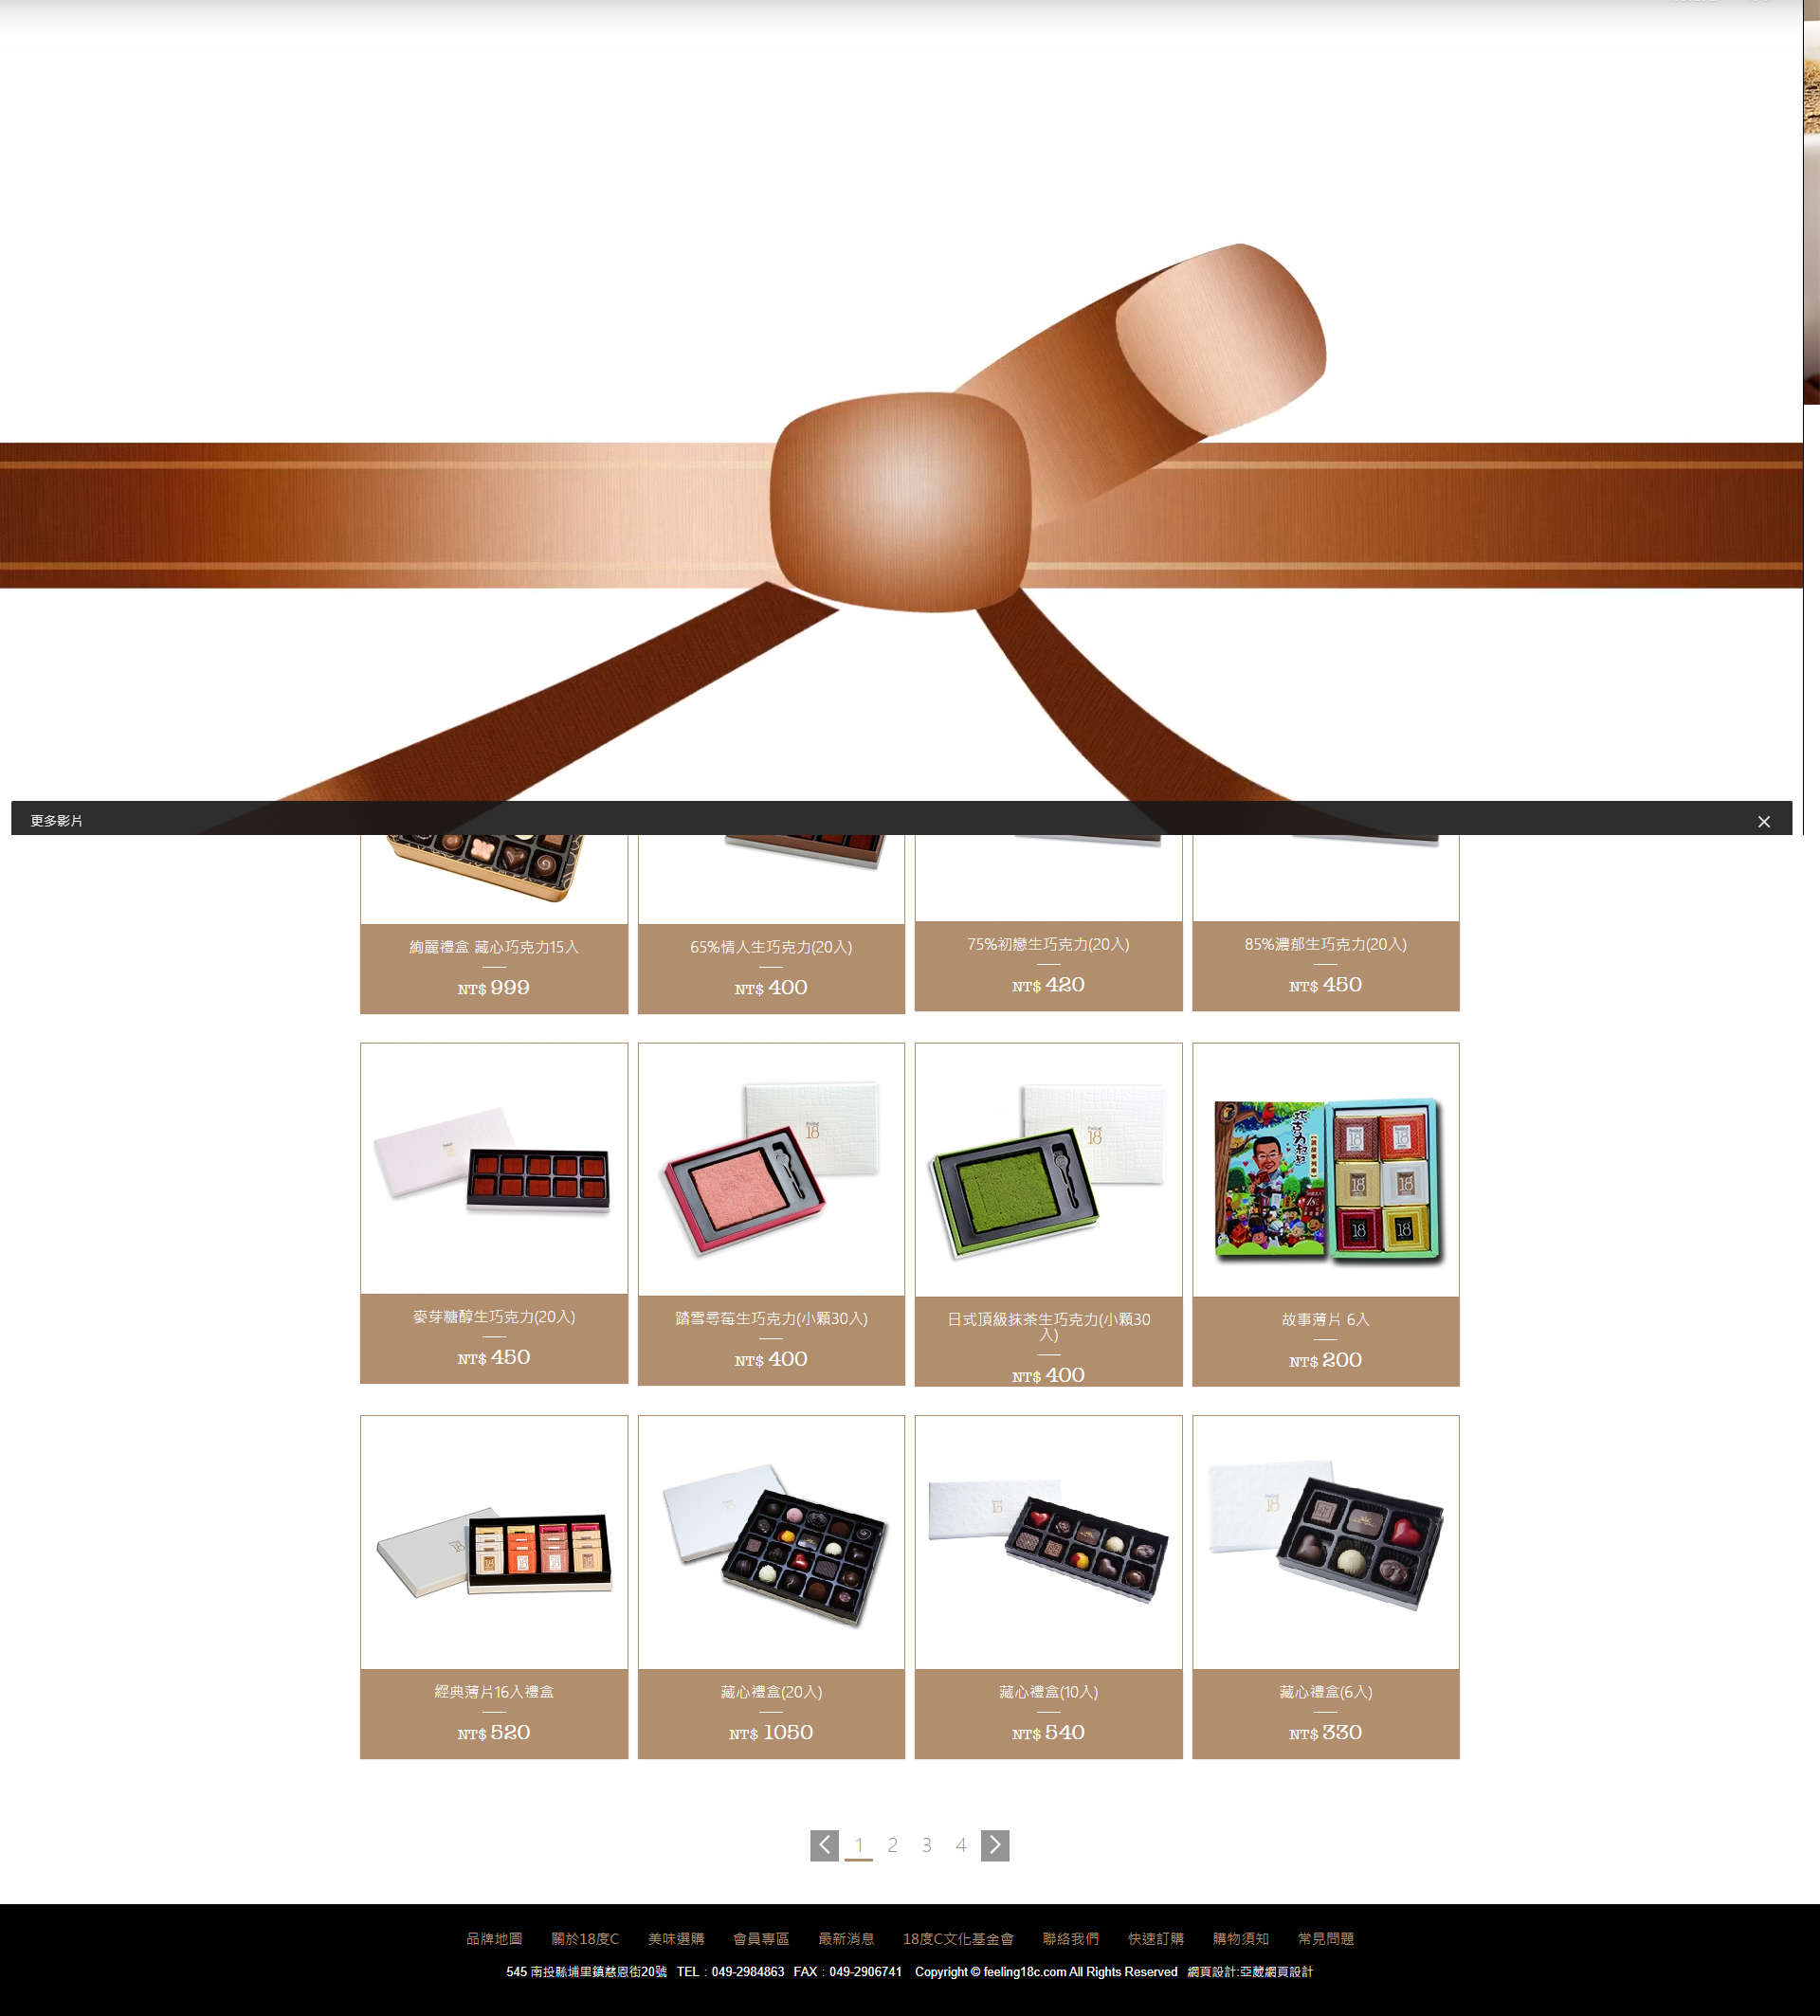 更多影片
絢麗禮盒 藏心巧克力15入
NT$ 999
65%情人生巧克力(20入)
NT$ 400
75%初戀生巧克力(20入)
NT$ 420
85%濃郁生巧克力(20入)
NT$ 450
麥芽糖醇生巧克力(20入)
NT$ 450
踏雪尋莓生巧克力(小顆30入)
NT$ 400
日式頂級抹茶生巧克力(小顆30
入)
NT$ 400
巧克力叔叔
18
故事薄片 6入
NT$ 200
經典薄片16入禮盒
NT$ 520
藏心禮盒(20入)
NT$ 1050
藏心禮盒(10入)
NT$ 540
藏心禮盒(6入)
NT$ 330
1 2 3 4
品牌地圖 關於18度C 美味選購 會員專區 最新消息 18度C文化基金會 聯絡我們 快速訂購 購物須知 常見問題
545 南投縣埔里鎮慈恩街20號 TEL：049-2984863 FAX：049-2906741 Copyright © feeling18c.com All Rights Reserved 網頁設計:亞葳網頁設計